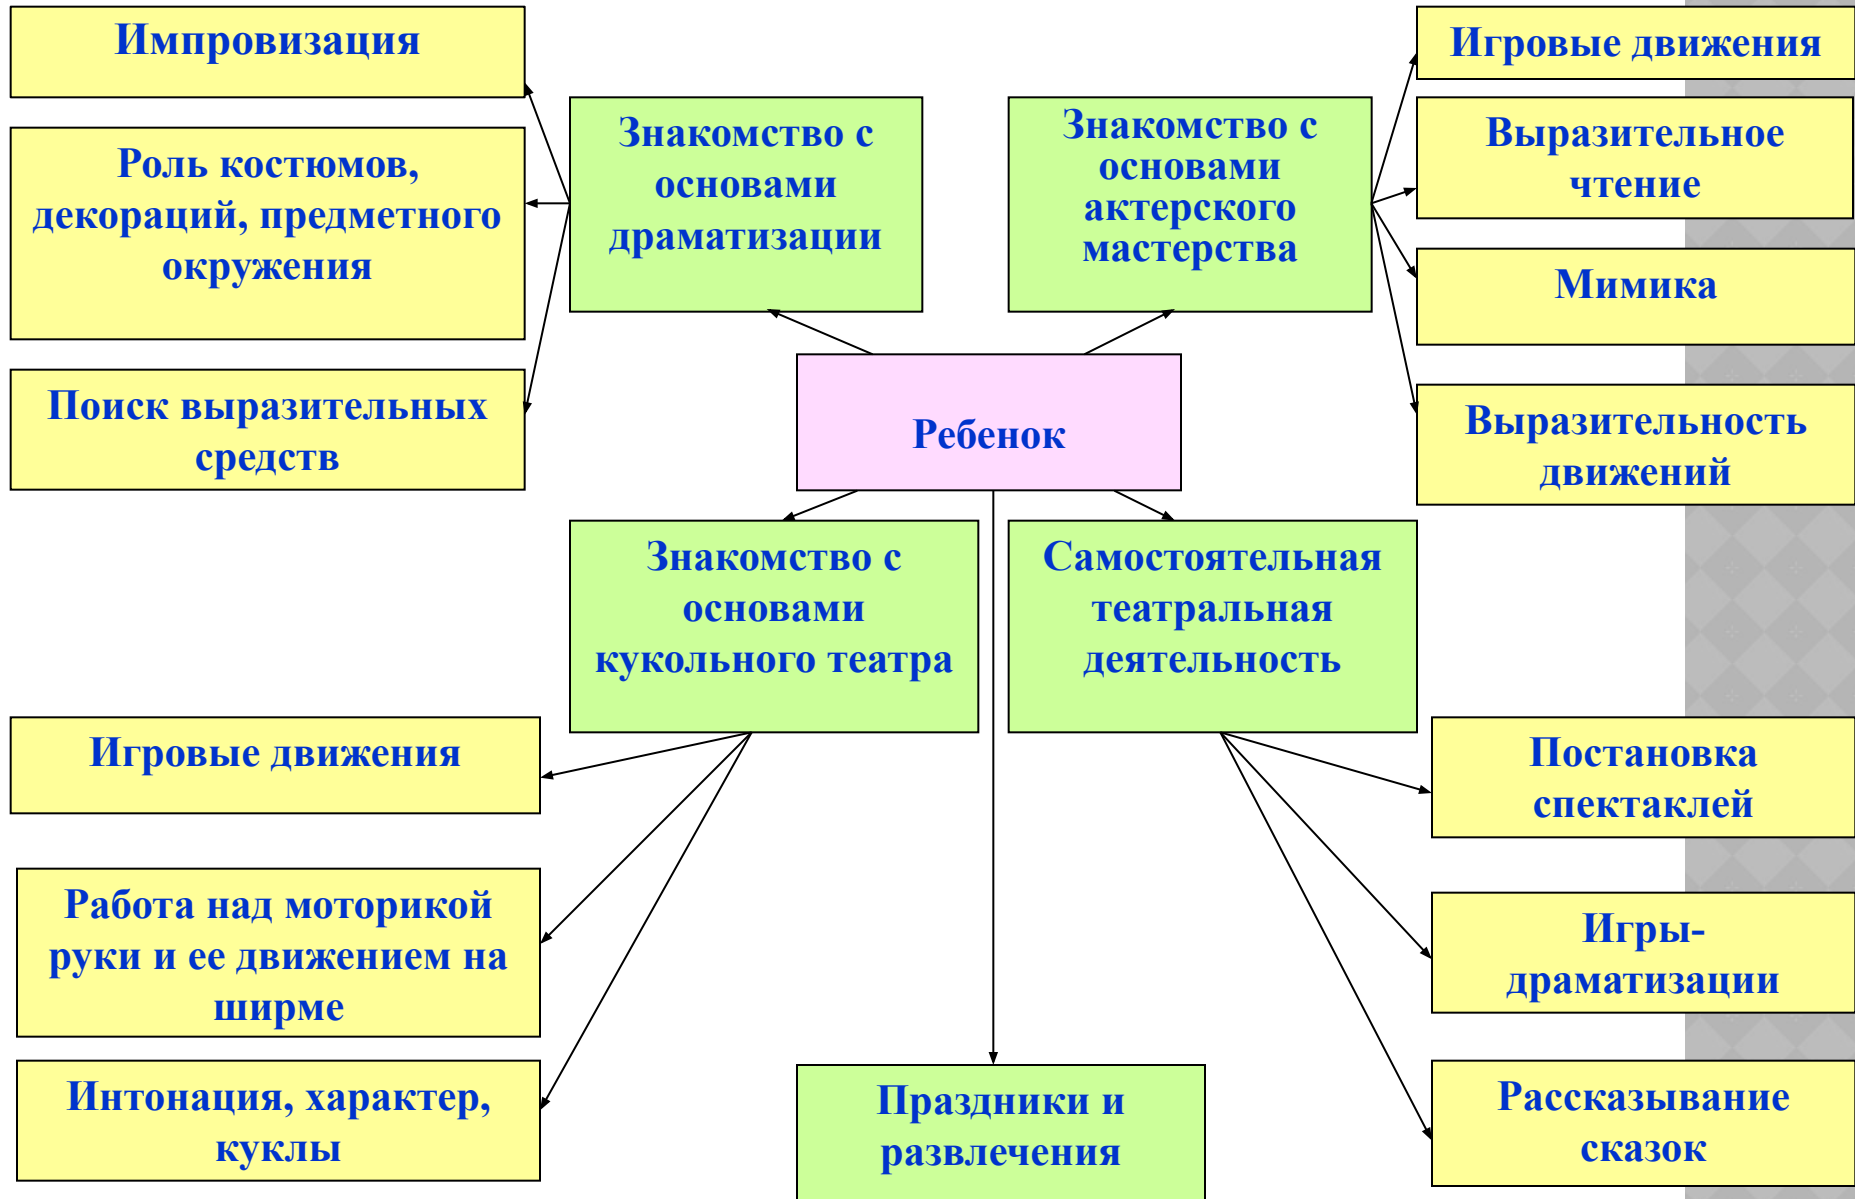 Импровизация
Роль костюмов,
декораций, предметного
окружения
Поиск выразительных
средств
Знакомство с
основами
драматизации
Знакомство с
основами
актерского
мастерства
Игровые движения
Выразительное
чтение
Мимика
Выразительность
движений
Ребенок
Знакомство с
основами
кукольного театра
Самостоятельная
театральная
деятельность
Игровые движения
Работа над моторикой
руки и ее движением на
ширме
Интонация, характер,
куклы
Праздники и
развлечения
Постановка
спектаклей
Игры-
драматизации
Рассказывание
сказок